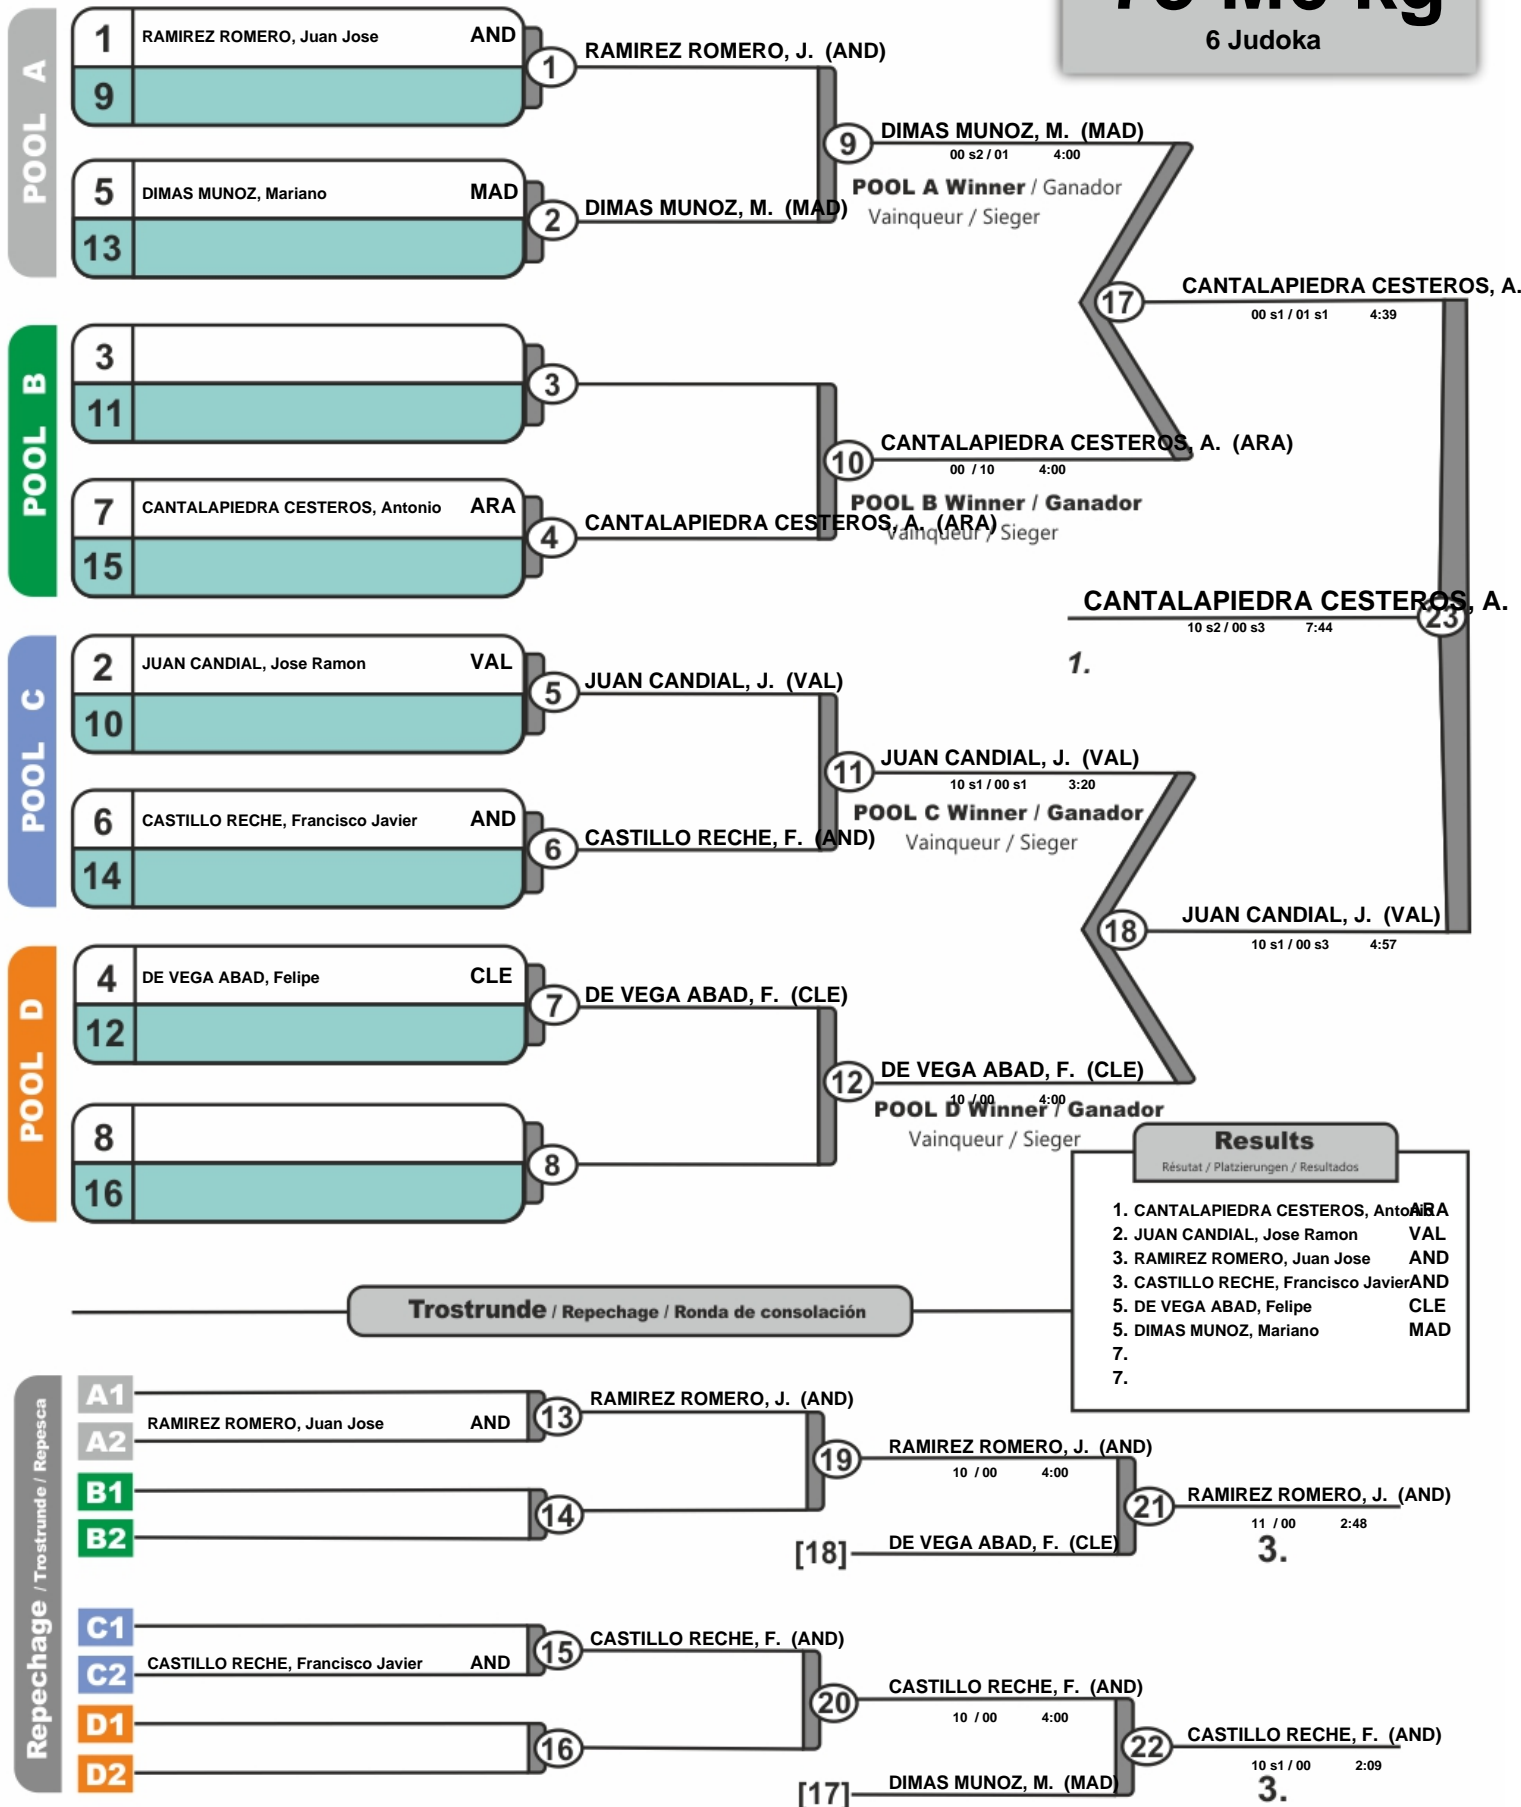 6 Judoka
POOL A
1 RAMIREZ ROMERO, Juan Jose AND
9
1 RAMIREZ ROMERO, J. (AND)
5 DIMAS MUNOZ, Mariano MAD
13
2 DIMAS MUNOZ, M. (MAD)
9 DIMAS MUNOZ, M. (MAD)
00 s2 / 01 4:00
POOL A Winner / Ganador
Vainqueur / Sieger
POOL B
3
11
3
7 CANTALAPIEDRA CESTEROS, Antonio ARA
15
4 CANTALAPIEDRA CESTEROS, A. (ARA)
10 CANTALAPIEDRA CESTEROS, A. (ARA)
00 / 10 4:00
POOL B Winner / Ganador
Vainqueur / Sieger
17 CANTALAPIEDRA CESTEROS, A.
00 s1 / 01 s1 4:39
CANTALAPIEDRA CESTEROS, A.
23
10 s2 / 00 s3 7:44
1.
POOL C
2 JUAN CANDIAL, Jose Ramon VAL
10
5 JUAN CANDIAL, J. (VAL)
6 CASTILLO RECHE, Francisco Javier AND
14
6 CASTILLO RECHE, F. (AND)
11 JUAN CANDIAL, J. (VAL)
10 s1 / 00 s1 3:20
POOL C Winner / Ganador
Vainqueur / Sieger
18 JUAN CANDIAL, J. (VAL)
10 s1 / 00 s3 4:57
POOL D
4 DE VEGA ABAD, Felipe CLE
12
7 DE VEGA ABAD, F. (CLE)
8
16
8
12 DE VEGA ABAD, F. (CLE)
10 / 00 4:00
POOL D Winner / Ganador
Vainqueur / Sieger
Results
Résutat / Platzierungen / Resultados
1. CANTALAPIEDRA CESTEROS, Antonio ARA
2. JUAN CANDIAL, Jose Ramon VAL
3. RAMIREZ ROMERO, Juan Jose AND
3. CASTILLO RECHE, Francisco Javier AND
5. DE VEGA ABAD, Felipe CLE
5. DIMAS MUNOZ, Mariano MAD
7.
7.
Trostrunde / Repechage / Ronda de consolación
Repechage / Trostrunde / Repesca
A1
RAMIREZ ROMERO, Juan Jose AND
A2
13 RAMIREZ ROMERO, J. (AND)
B1
B2
14
19 RAMIREZ ROMERO, J. (AND)
10 / 00 4:00
[18] DE VEGA ABAD, F. (CLE)
21 RAMIREZ ROMERO, J. (AND)
11 / 00 2:48
3.
C1
C2 CASTILLO RECHE, Francisco Javier AND
15 CASTILLO RECHE, F. (AND)
D1
D2
16
20 CASTILLO RECHE, F. (AND)
10 / 00 4:00
[17] DIMAS MUNOZ, M. (MAD)
22 CASTILLO RECHE, F. (AND)
10 s1 / 00 2:09
3.